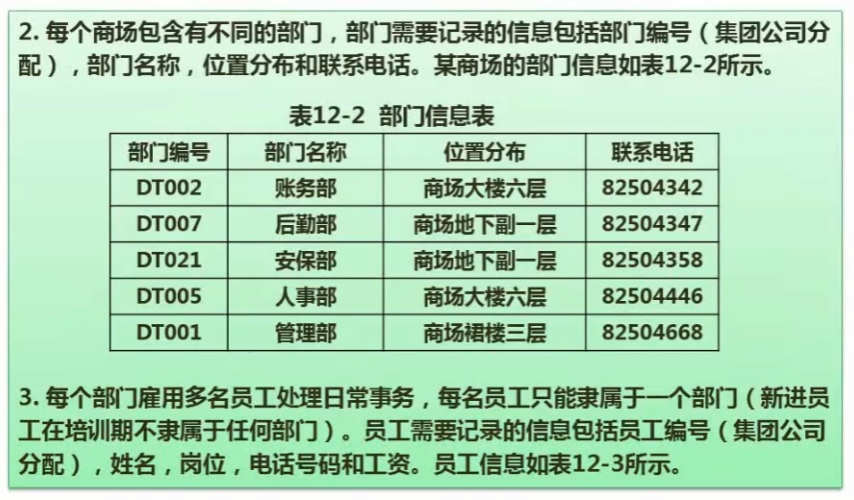 2. 每个商场包含有不同的部门，部门需要记录的信息包括部门编号（集团公司分
配），部门名称，位置分布和联系电话。某商场的部门信息如表12-2所示。
表12-2 部门信息表
部门编号 部门名称 位置分布 联系电话
DT002 账务部 商场大楼六层 82504342
DT007 后勤部 商场地下副一层 82504347
DT021 安保部 商场地下副一层 82504358
DT005 人事部 商场大楼六层 82504446
DT001 管理部 商场裙楼三层 82504668
3. 每个部门雇用多名员工处理日常事务，每名员工只能隶属于一个部门（新进员
工在培训期不隶属于任何部门）。员工需要记录的信息包括员工编号（集团公司
分配），姓名，岗位，电话号码和工资。员工信息如表12-3所示。